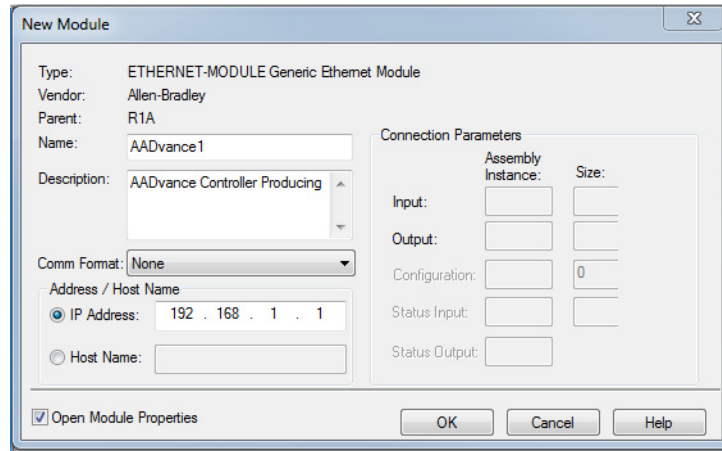 New Module
Type: ETHERNET-MODULE Generic Ethernet Module
Vendor: Allen-Bradley
Parent: R1A
Name: AADvance1
Description: AADvance Controller Producing
Comm Format: None
Address / Host Name
IP Address: 192 . 168 . 1 . 1
Host Name:
Connection Parameters
Assembly
Instance: Size:
Input:
Output:
Configuration: 0
Status Input:
Status Output:
Open Module Properties
OK Cancel Help